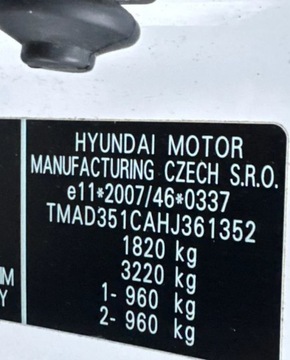 HYUNDAI MOTOR
MANUFACTURING CZECH S.R.O.
e11*2007/46*0337
TMAD351CAHJ361352
1820 kg
3220 kg
1- 960 kg
2- 960 kg
M
Y